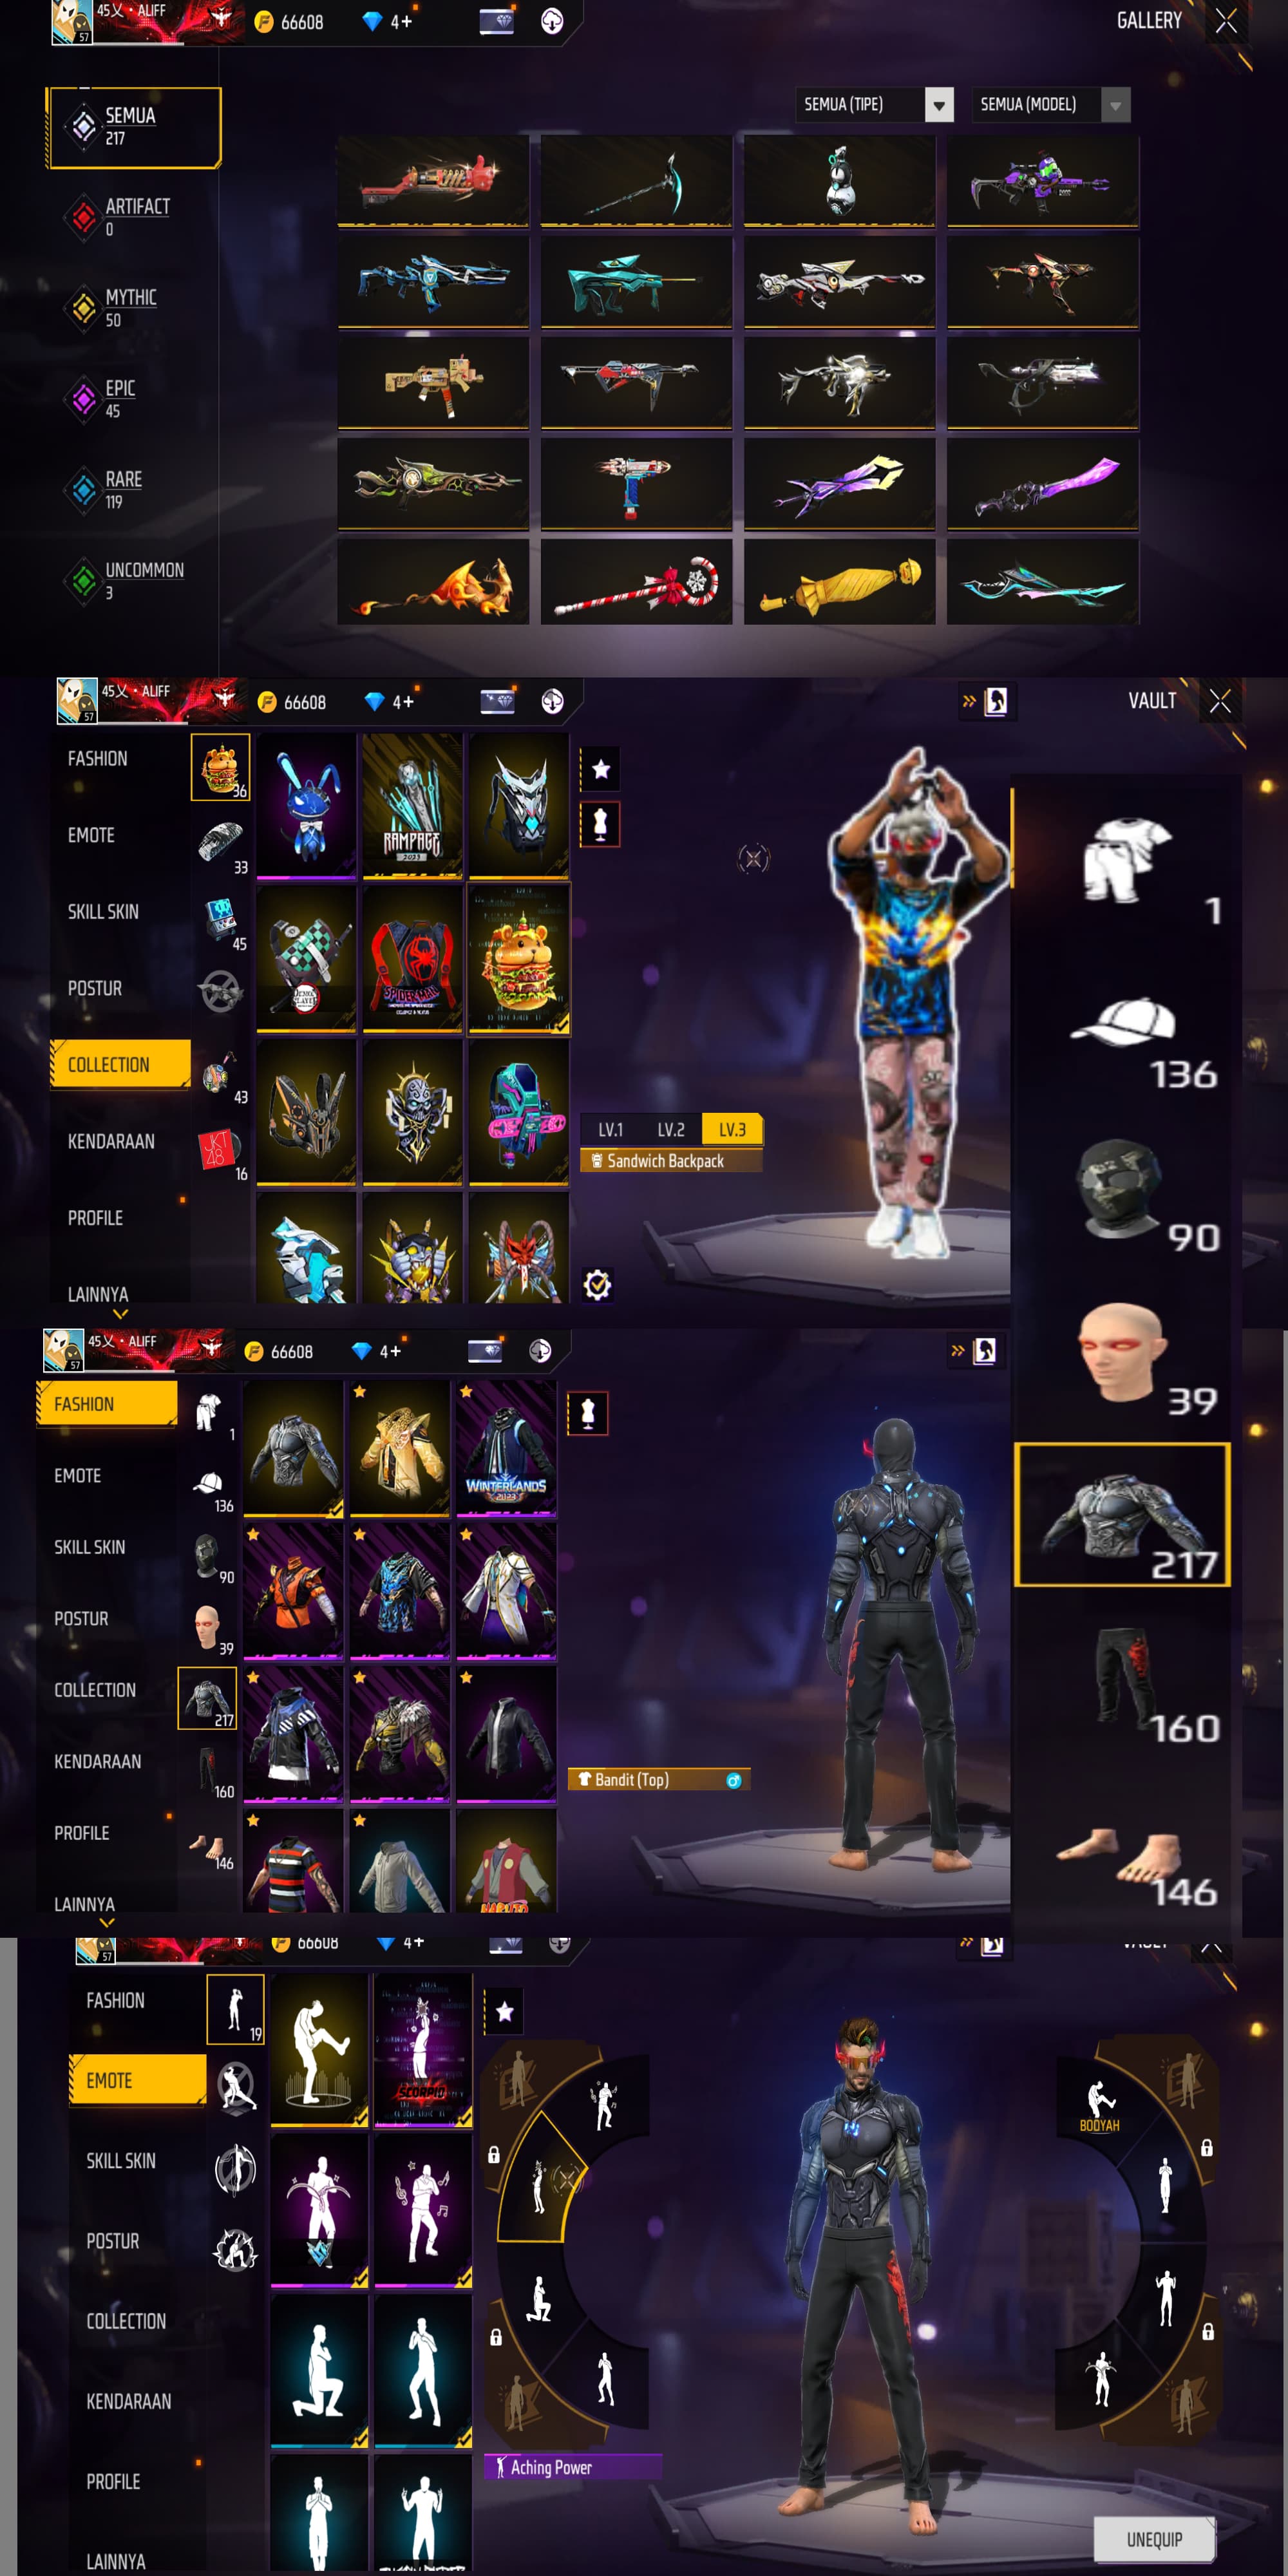 45乂•ALIFF
57
66608
4+
GALLERY
SEMUA
217
SEMUA (TIPE)
SEMUA (MODEL)
ARTIFACT
0
MYTHIC
50
EPIC
45
RARE
119
UNCOMMON
3
45乂•ALIFF
57
66608
4+
VAULT
FASHION
36
EMOTE
33
RAMPAGE
2023
SKILL SKIN
45
POSTUR
SPIDER-MAN
COLLECTION
43
KENDARAAN
JKT
48
16
PROFILE
LAINNYA
LV.1
LV.2
LV.3
Sandwich Backpack
1
136
90
39
217
160
146
45乂•ALIFF
57
66608
4+
FASHION
1
EMOTE
136
WINTERLANDS
2023
SKILL SKIN
90
POSTUR
39
COLLECTION
217
KENDARAAN
160
Bandit (Top)
PROFILE
146
LAINNYA
NARUTO
57
66608
4+
VAULT
FASHION
19
EMOTE
SCORPIO
BOOYAH
SKILL SKIN
POSTUR
COLLECTION
KENDARAAN
PROFILE
Aching Power
LAINNYA
UNEQUIP